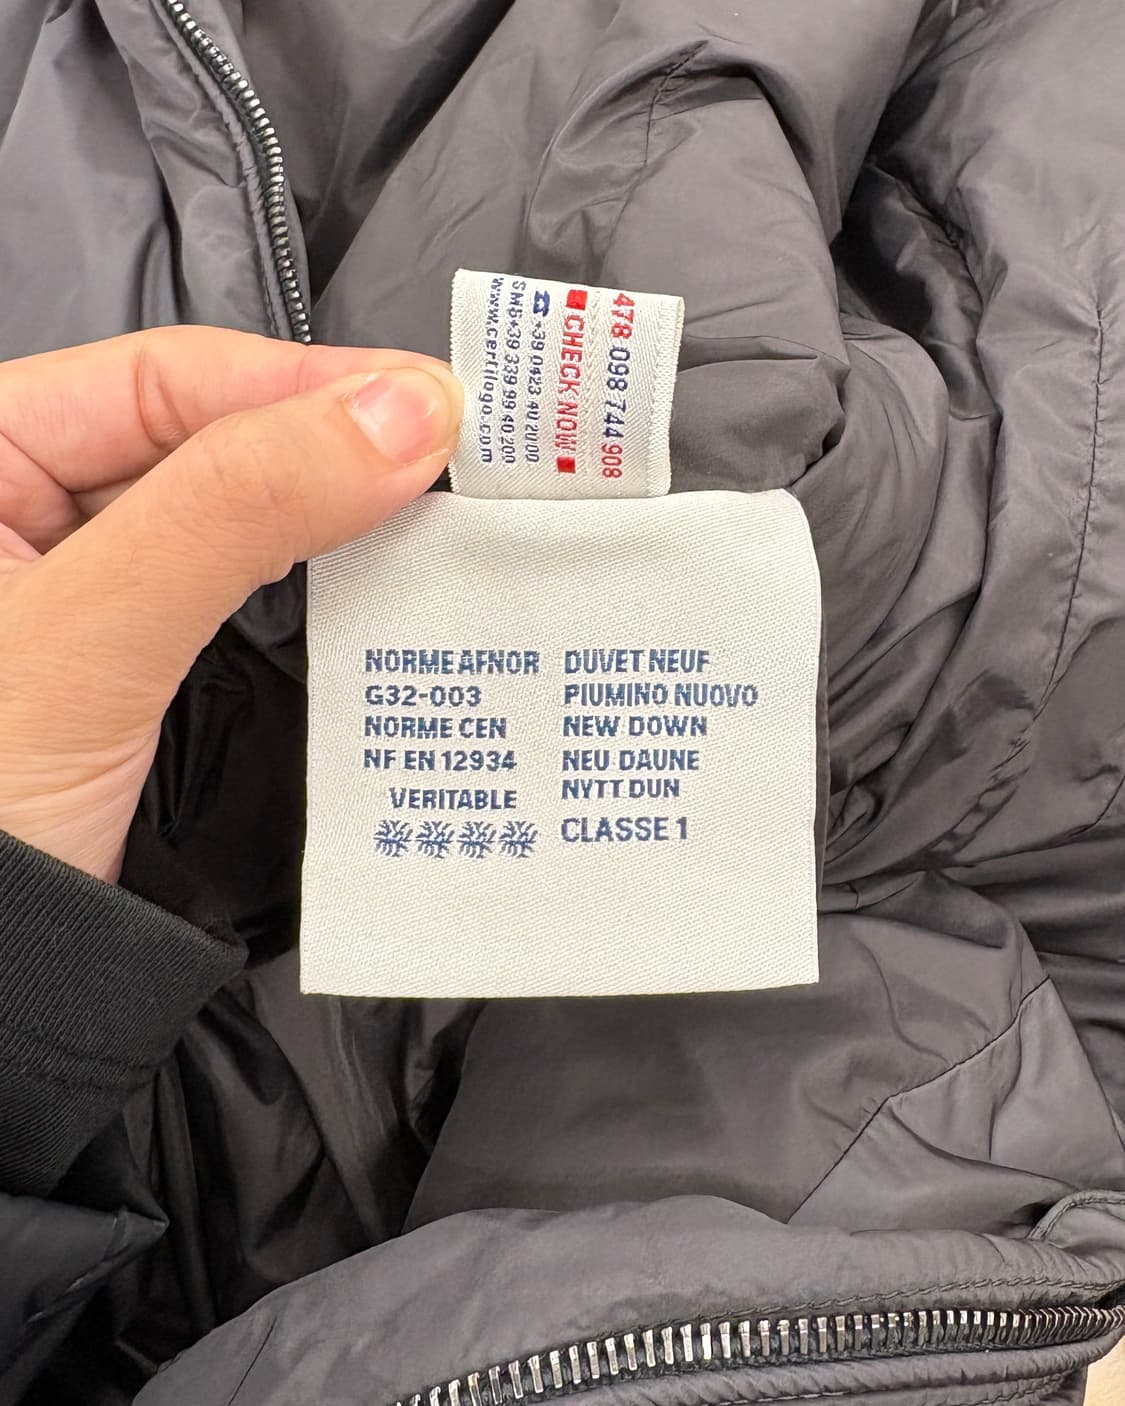 478 098 744 908
CHECK NOW
☎ +39 0423 40 20 00
SMS+39 339 99 40 200
www.certilogo.com
NORME AFNOR
G32-003
NORME CEN
NF EN 12934
VERITABLE
DUVET NEUF
PIUMINO NUOVO
NEW DOWN
NEU DAUNE
NYTT DUN
CLASSE 1